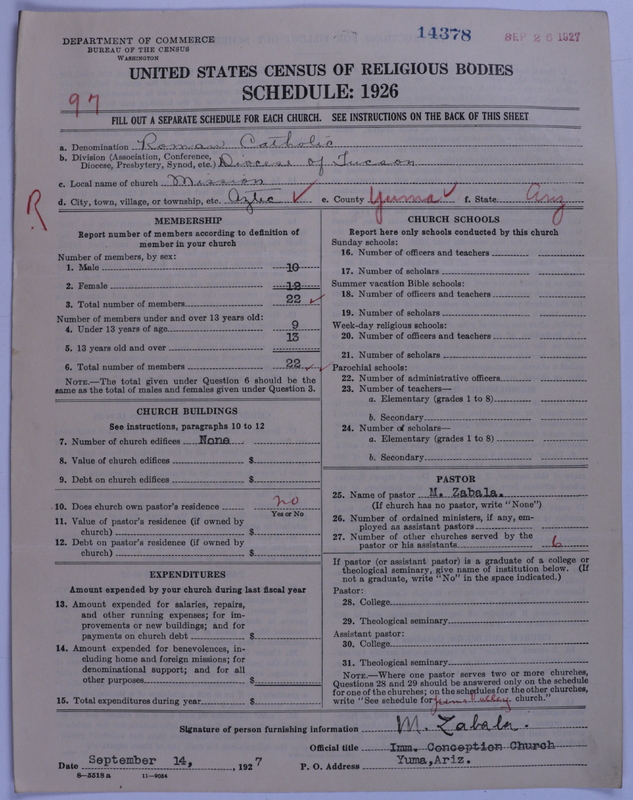 14378
SEP 26 1927
DEPARTMENT OF COMMERCE
BUREAU OF THE CENSUS
WASHINGTON
UNITED STATES CENSUS OF RELIGIOUS BODIES
SCHEDULE: 1926
97
FILL OUT A SEPARATE SCHEDULE FOR EACH CHURCH. SEE INSTRUCTIONS ON THE BACK OF THIS SHEET
a. Denomination Roman Catholic
b. Division (Association, Conference, Diocese, Presbytery, Synod, etc.) Diocese of Tucson
c. Local name of church Mission
d. City, town, village, or township, etc. Aztec e. County Yuma f. State Ariz
R
MEMBERSHIP
Report number of members according to definition of
member in your church
Number of members, by sex:
1. Male 10
2. Female 12
3. Total number of members 22
Number of members under and over 13 years old:
4. Under 13 years of age 9
5. 13 years old and over 13
6. Total number of members 22
NOTE.—The total given under Question 6 should be the
same as the total of males and females given under Question 3.
CHURCH BUILDINGS
See instructions, paragraphs 10 to 12
7. Number of church edifices None
8. Value of church edifices $
9. Debt on church edifices $
10. Does church own pastor's residence no
Yes or No
11. Value of pastor's residence (if owned by
church) $
12. Debt on pastor's residence (if owned by
church) $
EXPENDITURES
Amount expended by your church during last fiscal year
13. Amount expended for salaries, repairs,
and other running expenses; for im-
provements or new buildings; and for
payments on church debt $
14. Amount expended for benevolences, in-
cluding home and foreign missions; for
denominational support; and for all
other purposes $
15. Total expenditures during year $
CHURCH SCHOOLS
Report here only schools conducted by this church
Sunday schools:
16. Number of officers and teachers
17. Number of scholars
Summer vacation Bible schools:
18. Number of officers and teachers
19. Number of scholars
Week-day religious schools:
20. Number of officers and teachers
21. Number of scholars
Parochial schools:
22. Number of administrative officers
23. Number of teachers—
a. Elementary (grades 1 to 8)
b. Secondary
24. Number of scholars—
a. Elementary (grades 1 to 8)
b. Secondary
PASTOR
25. Name of pastor M. Zabala.
(If church has no pastor, write "None")
26. Number of ordained ministers, if any, em-
ployed as assistant pastors
27. Number of other churches served by the
pastor or his assistants 6
If pastor (or assistant pastor) is a graduate of a college or
theological seminary, give name of institution below. (If
not a graduate, write "No" in the space indicated.)
Pastor:
28. College
29. Theological seminary
Assistant pastor:
30. College
31. Theological seminary
NOTE.—Where one pastor serves two or more churches,
Questions 28 and 29 should be answered only on the schedule
for one of the churches; on the schedules for the other churches,
write "See schedule for Yuma Valley church."
Signature of person furnishing information M. Zabala.
Official title Imm. Conception Church
Date September 14, , 1927 P. O. Address Yuma, Ariz.
8—5518 a 11—9054